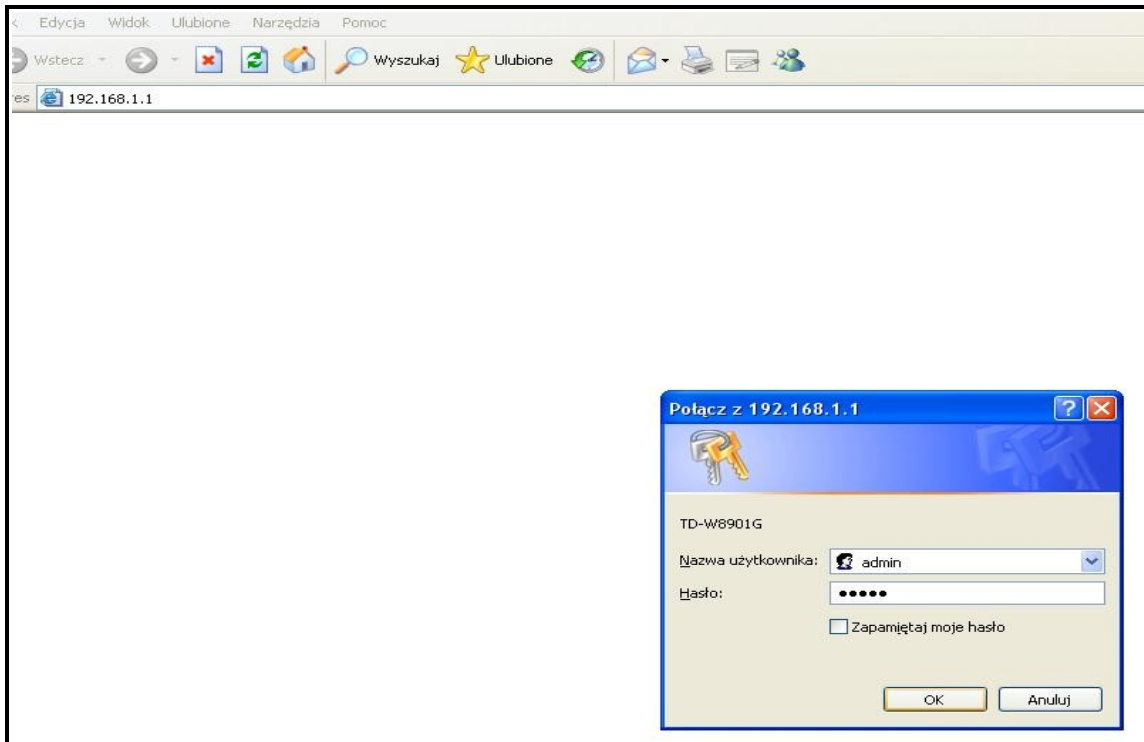 Edycja Widok Ulubione Narzędzia Pomoc
Wstecz Wyszukaj Ulubione
es 192.168.1.1
Połącz z 192.168.1.1
TD-W8901G
Nazwa użytkownika: admin
Hasło: •••••
Zapamiętaj moje hasło
OK Anuluj